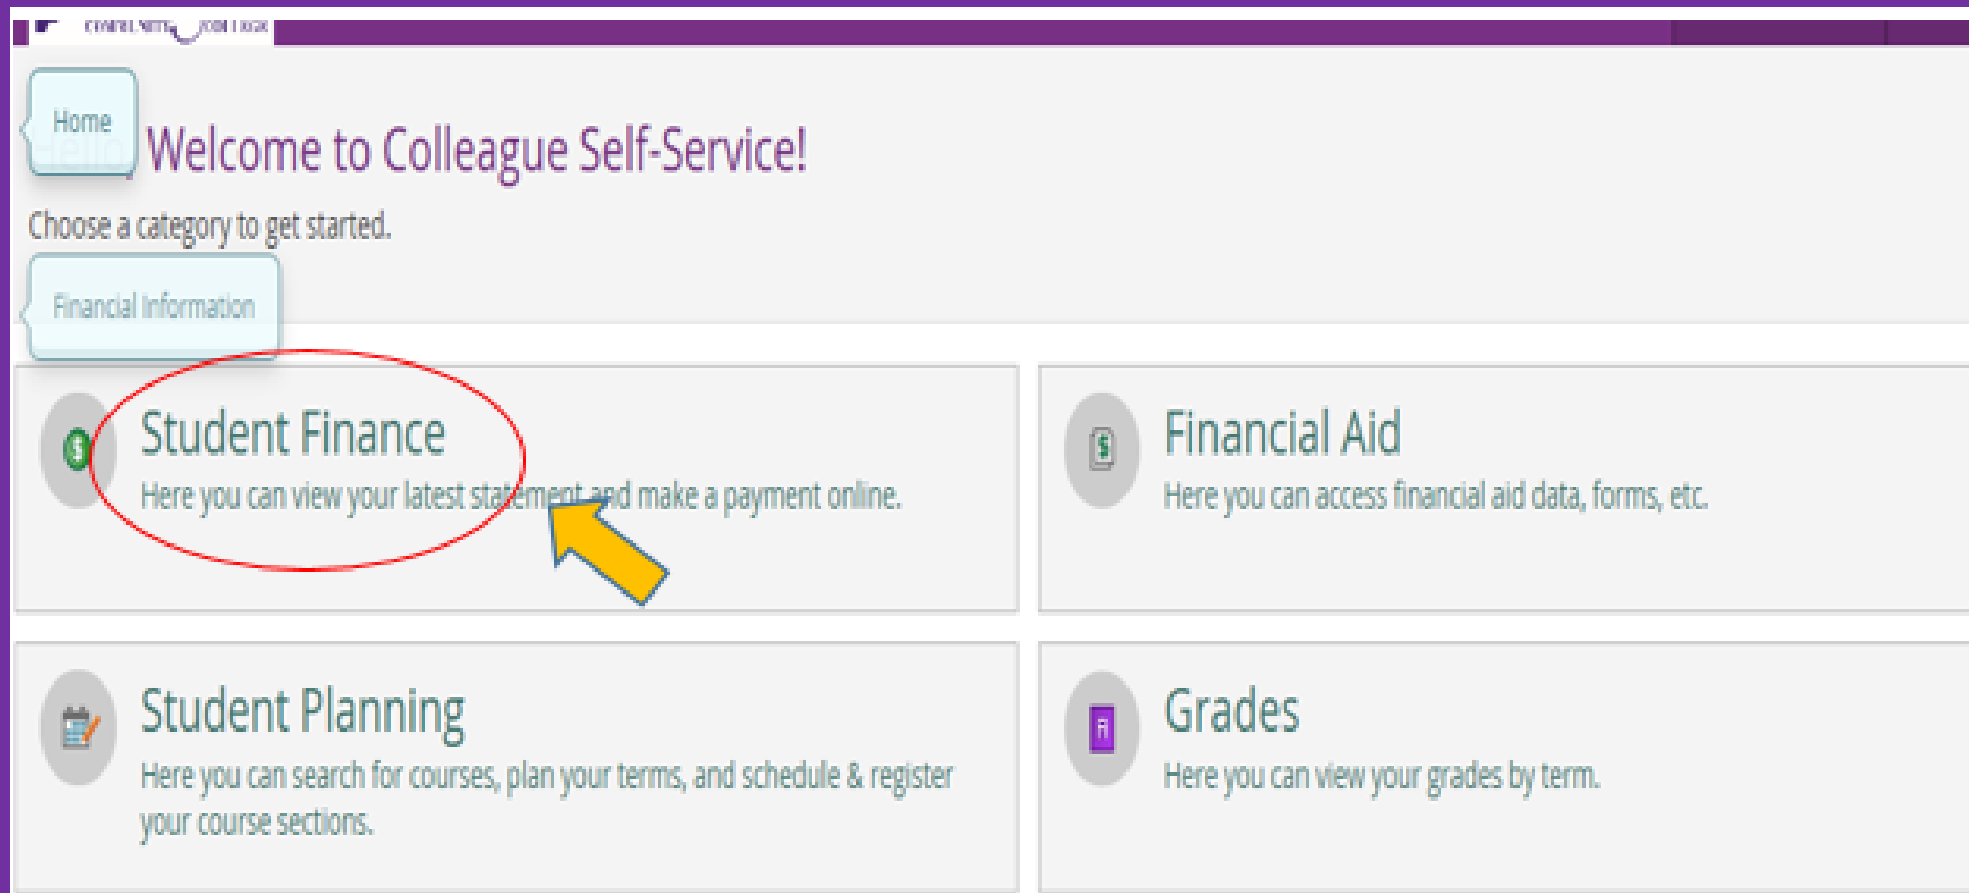 COMMUNITY COLLEGE
Home
Hello, Welcome to Colleague Self-Service!
Choose a category to get started.
Financial Information
Student Finance
Here you can view your latest statement and make a payment online.
Financial Aid
Here you can access financial aid data, forms, etc.
Student Planning
Here you can search for courses, plan your terms, and schedule & register
your course sections.
Grades
Here you can view your grades by term.